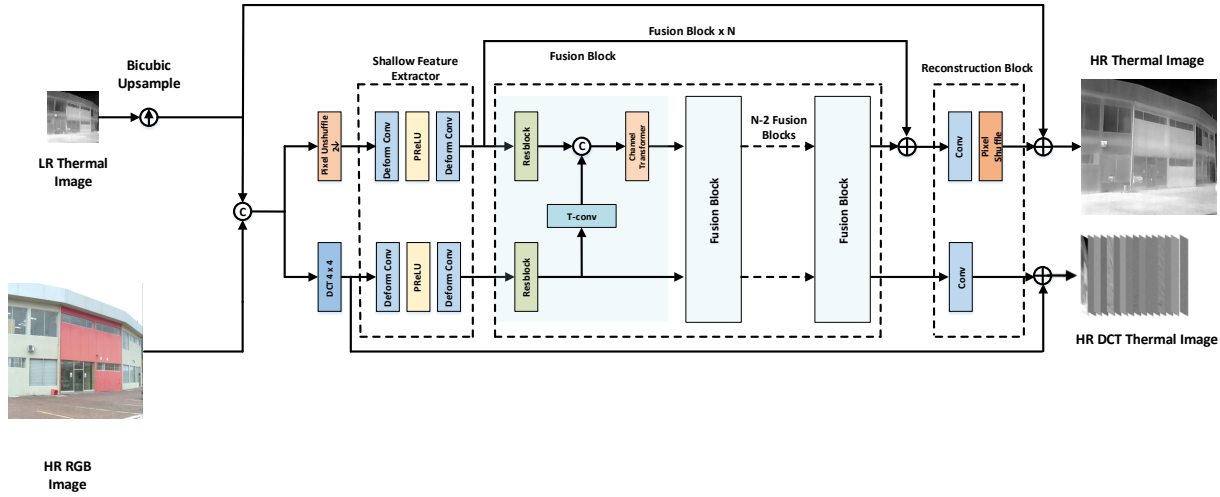 Fusion Block x N
Bicubic
Upsample
Shallow Feature
Extractor
Fusion Block
Reconstruction Block
HR Thermal Image
LR Thermal
Image
Pixel Unshuffle
2
Deform Conv
PReLU
Deform Conv
Resblock
C
Channel
Transformer
N-2 Fusion
Blocks
Conv
Pixel
Shuffle
C
T-conv
Fusion Block
Fusion Block
DCT 4 x 4
Deform Conv
PReLU
Deform Conv
Resblock
Conv
HR DCT Thermal Image
HR RGB
Image